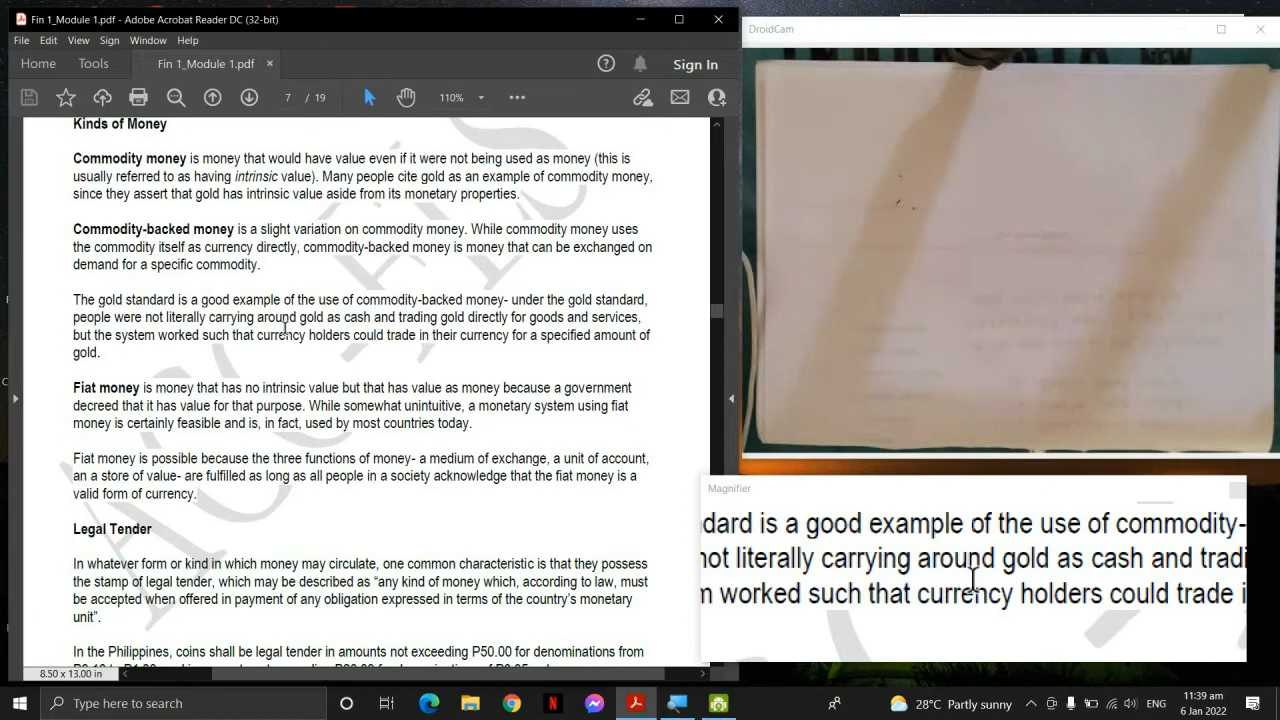 Fin 1_Module 1.pdf - Adobe Acrobat Reader DC (32-bit)
File Edit View Sign Window Help
Home Tools Fin 1_Module 1.pdf × Sign In
7 / 19 110%
Kinds of Money
Commodity money is money that would have value even if it were not being used as money (this is
usually referred to as having intrinsic value). Many people cite gold as an example of commodity money,
since they assert that gold has intrinsic value aside from its monetary properties.
Commodity-backed money is a slight variation on commodity money. While commodity money uses
the commodity itself as currency directly, commodity-backed money is money that can be exchanged on
demand for a specific commodity.
The gold standard is a good example of the use of commodity-backed money- under the gold standard,
people were not literally carrying around gold as cash and trading gold directly for goods and services,
but the system worked such that currency holders could trade in their currency for a specified amount of
gold.
Fiat money is money that has no intrinsic value but that has value as money because a government
decreed that it has value for that purpose. While somewhat unintuitive, a monetary system using fiat
money is certainly feasible and is, in fact, used by most countries today.
Fiat money is possible because the three functions of money- a medium of exchange, a unit of account,
an a store of value- are fulfilled as long as all people in a society acknowledge that the fiat money is a
valid form of currency.
Legal Tender
In whatever form or kind in which money may circulate, one common characteristic is that they possess
the stamp of legal tender, which may be described as “any kind of money which, according to law, must
be accepted when offered in payment of any obligation expressed in terms of the country’s monetary
unit”.
In the Philippines, coins shall be legal tender in amounts not exceeding P50.00 for denominations from
8.50 x 13.00 in
DroidCam
Magnifier
dard is a good example of the use of commodity-
not literally carrying around gold as cash and tradi
m worked such that currency holders could trade i
Type here to search
28°C Partly sunny
ENG
11:39 am
6 Jan 2022